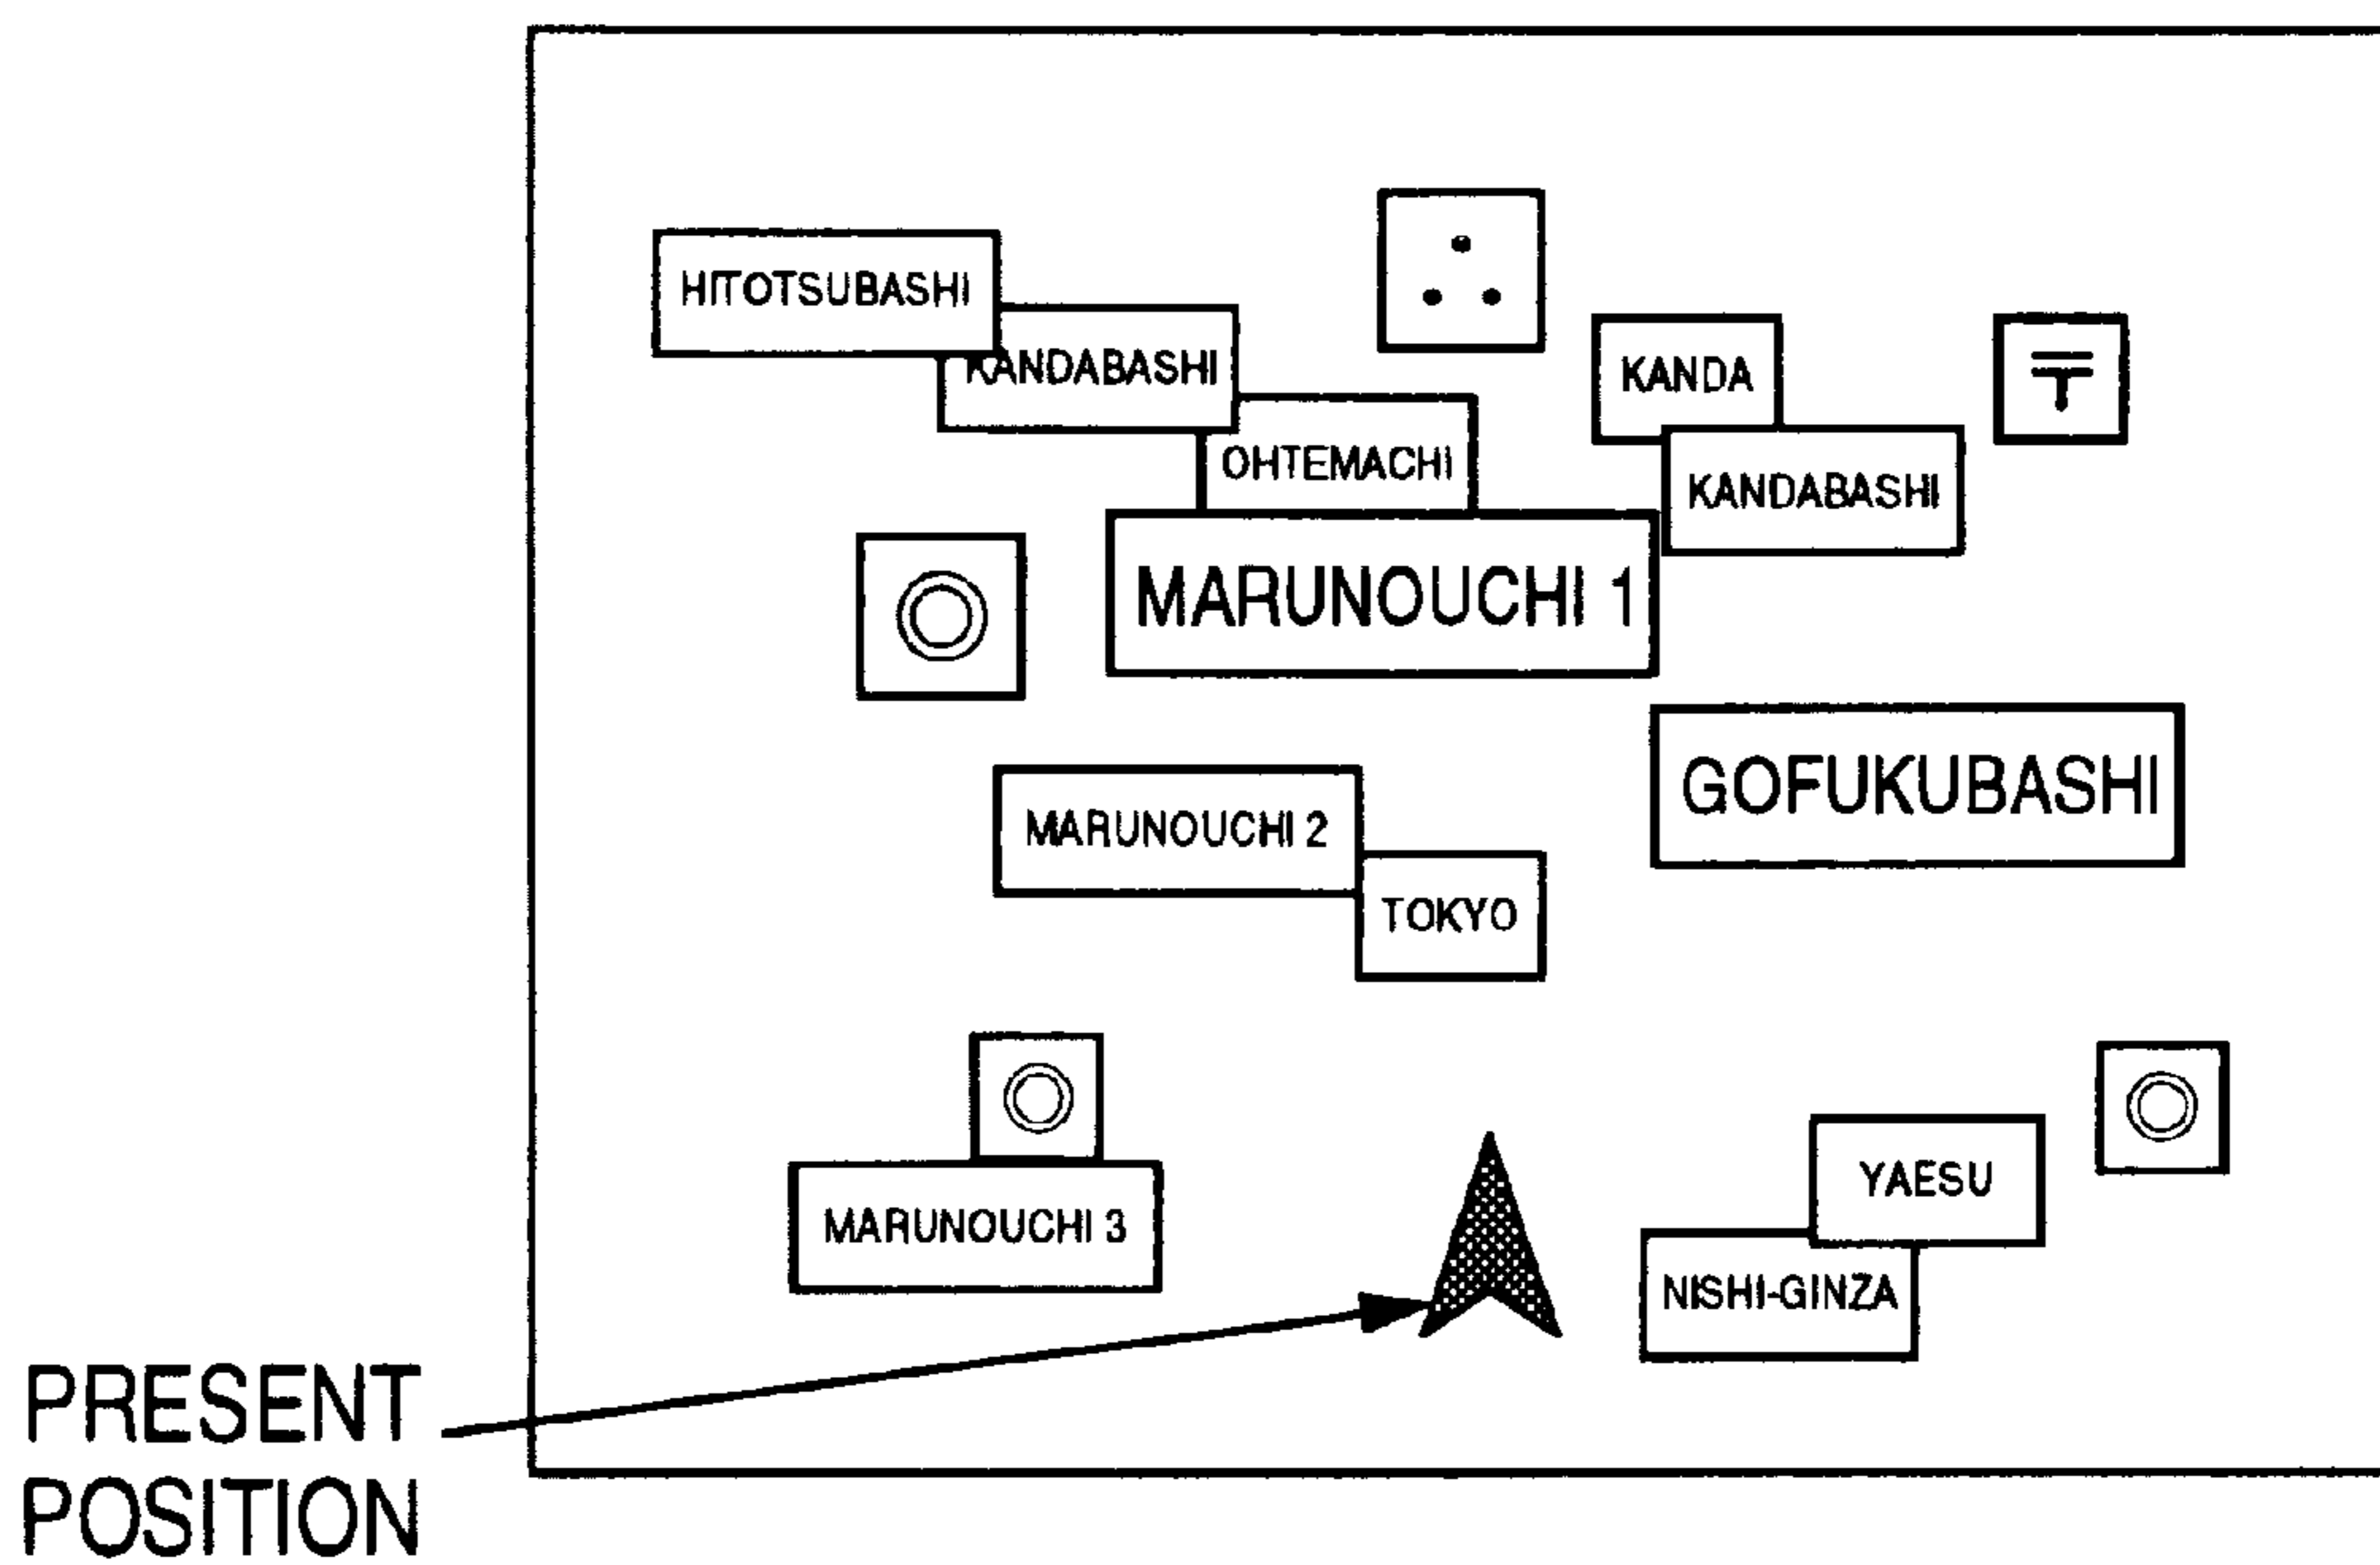 HITOTSUBASHI
KANDABASHI
KANDA
〒
OHTEMACHI
KANDABASHI
MARUNOUCHI 1
GOFUKUBASHI
MARUNOUCHI 2
TOKYO
YAESU
MARUNOUCHI 3
NISHI-GINZA
PRESENT
POSITION